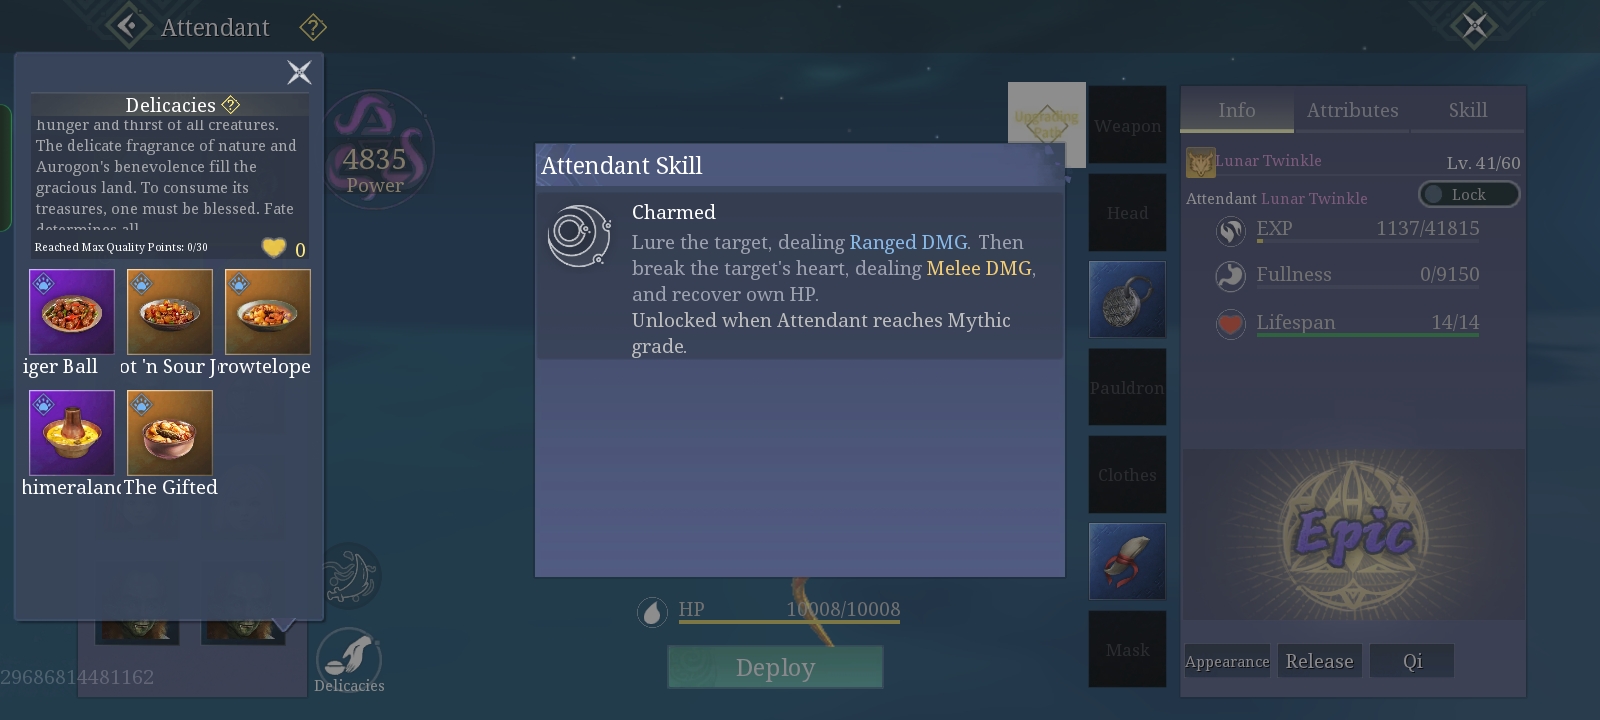 Attendant
Delicacies
hunger and thirst of all creatures.
The delicate fragrance of nature and
Aurogon's benevolence fill the
gracious land. To consume its
treasures, one must be blessed. Fate
determines all
Reached Max Quality Points: 0/30
0
iger Ball
ot 'n Sour J
rowtelope
himeraland
The Gifted
29686814481162
4835
Power
Delicacies
Attendant Skill
Charmed
Lure the target, dealing Ranged DMG. Then
break the target's heart, dealing Melee DMG,
and recover own HP.
Unlocked when Attendant reaches Mythic
grade.
HP 10008/10008
Deploy
Upgrading
Path
Weapon
Head
Pauldron
Clothes
Mask
Info
Attributes
Skill
Lunar Twinkle
Lv. 41/60
Attendant Lunar Twinkle
Lock
EXP 1137/41815
Fullness 0/9150
Lifespan 14/14
Epic
Appearance
Release
Qi